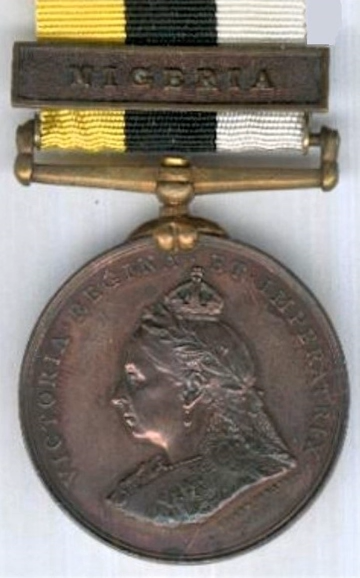 NIGERIA
VICTORIA · REGINA · ET · IMPERATRIX